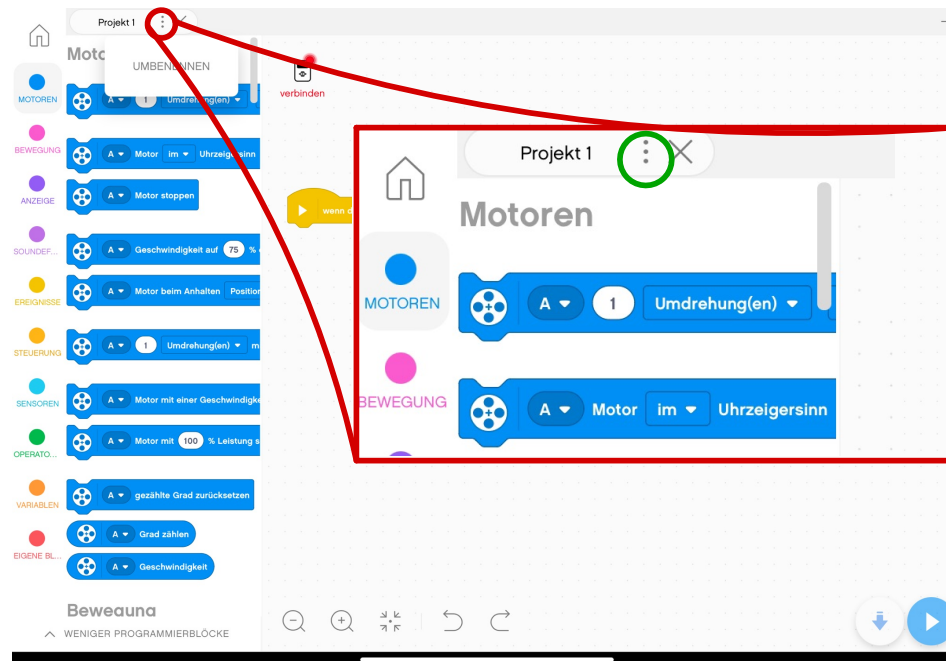 Projekt 1
Moto
UMBENENNEN
verbinden
MOTOREN
A 1 Umdrehung(en)
BEWEGUNG
A Motor im Uhrzeigersinn
ANZEIGE
A Motor stoppen
wenn d
SOUNDEF...
A Geschwindigkeit auf 75 %
EREIGNISSE
A Motor beim Anhalten Position
STEUERUNG
A 1 Umdrehung(en) m
SENSOREN
A Motor mit einer Geschwindigke
OPERATO...
A Motor mit 100 % Leistung s
VARIABLEN
A gezählte Grad zurücksetzen
A Grad zählen
EIGENE BL...
A Geschwindigkeit
Bewegung
WENIGER PROGRAMMIERBLÖCKE
Projekt 1
Motoren
MOTOREN
A 1 Umdrehung(en)
BEWEGUNG
A Motor im Uhrzeigersinn